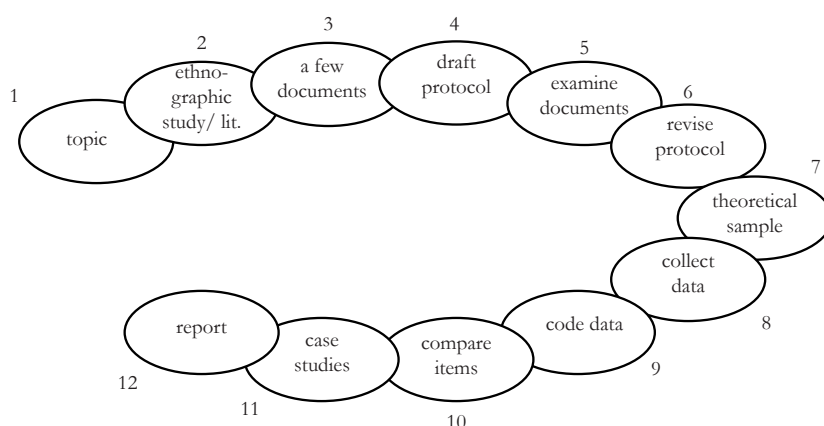 1
topic
2
ethno-
graphic
study/ lit.
3
a few
documents
4
draft
protocol
5
examine
documents
6
revise
protocol
7
theoretical
sample
collect
data
8
code data
9
compare
items
10
case
studies
11
report
12